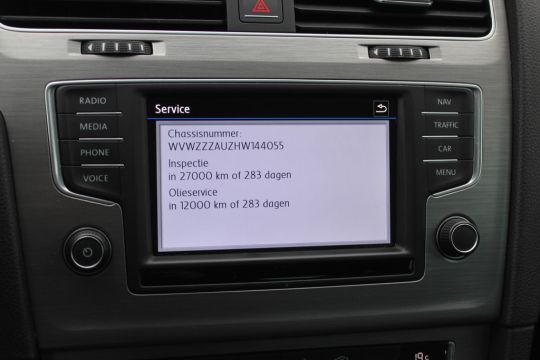 Service
RADIO
MEDIA
PHONE
VOICE
Chassisnummer:
WVWZZZAUZHW144055
Inspectie
in 27000 km of 283 dagen
Olieservice
in 12000 km of 283 dagen
NAV
TRAFFIC
CAR
MENU
19 c